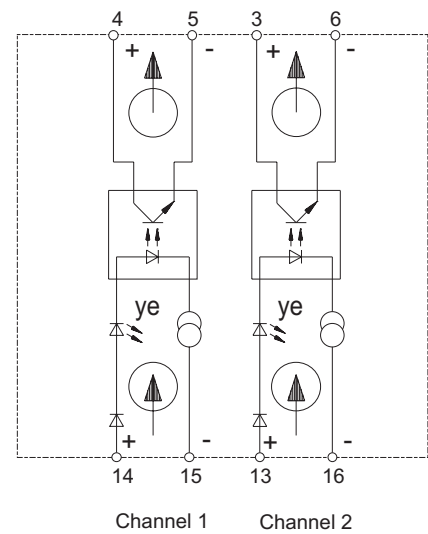 4 5 3 6
+ - + -
ye ye
+ - + -
14 15 13 16
Channel 1 Channel 2